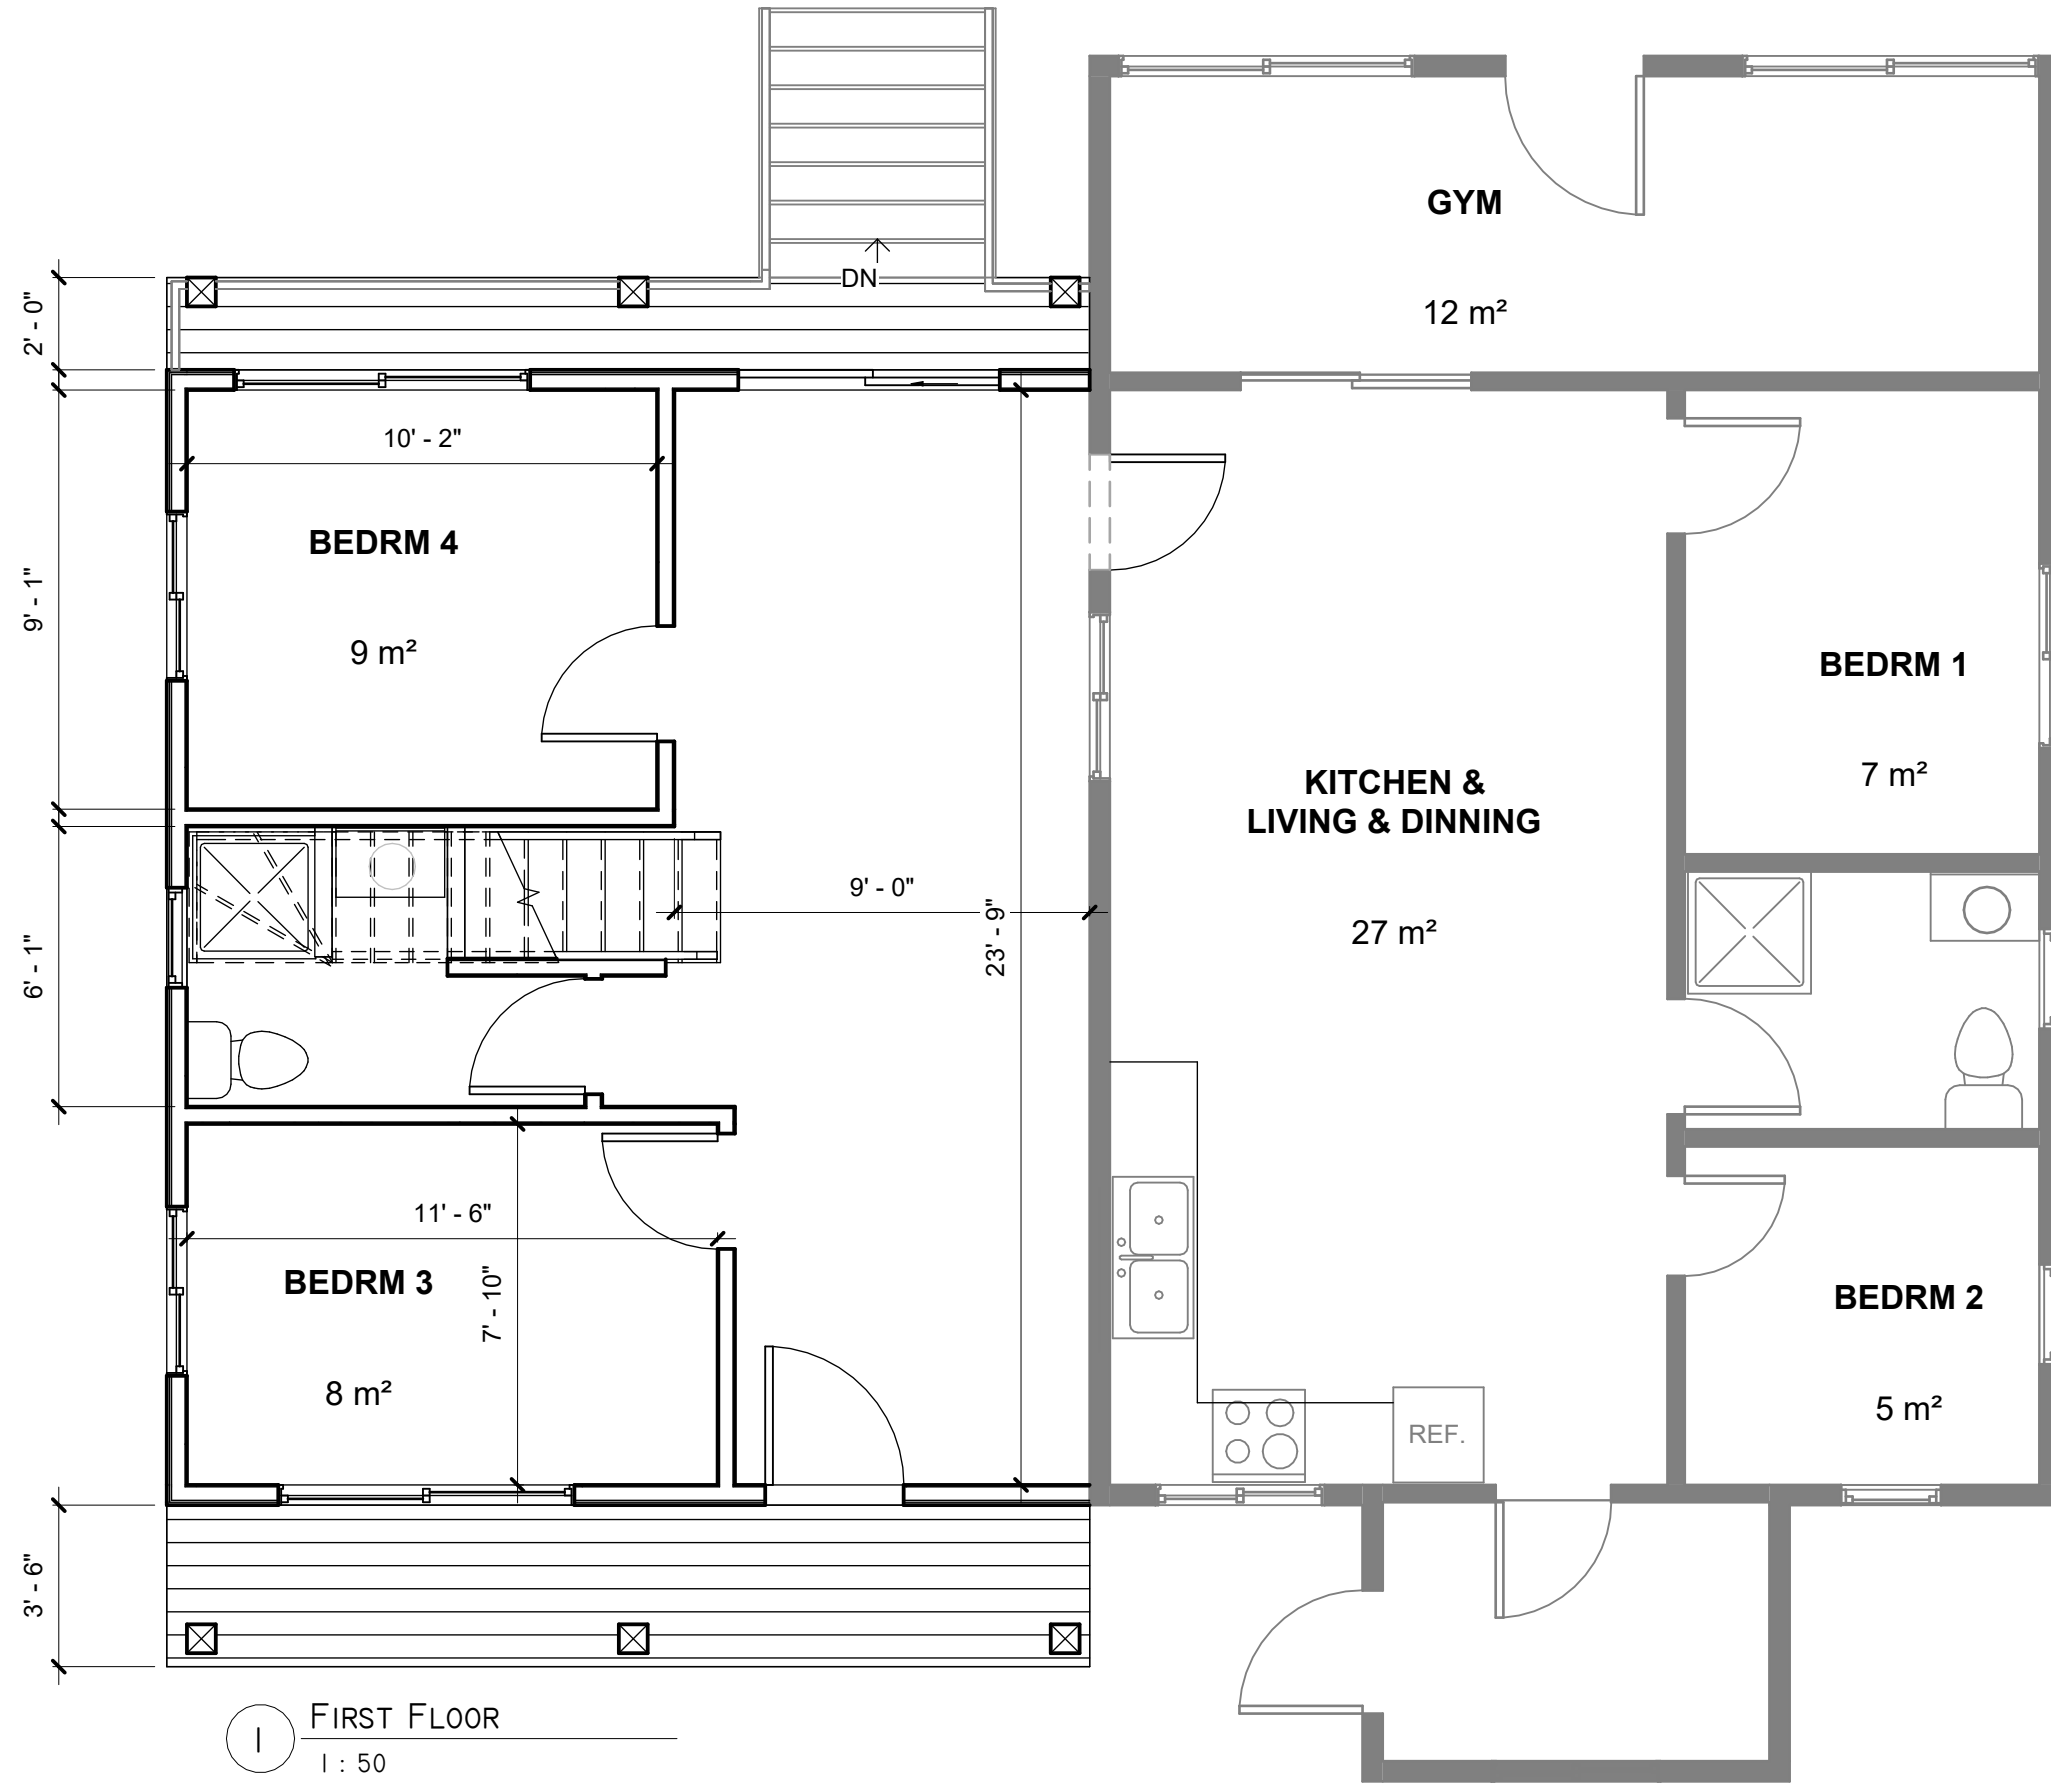 GYM
12 m²
DN
2' - 0"
10' - 2"
BEDRM 4
9 m²
9' - 1"
BEDRM 1
7 m²
KITCHEN &
LIVING & DINNING
27 m²
9' - 0"
23' - 9"
6' - 1"
11' - 6"
BEDRM 3
7' - 10"
8 m²
BEDRM 2
5 m²
REF.
3' - 6"
1
FIRST FLOOR
1 : 50